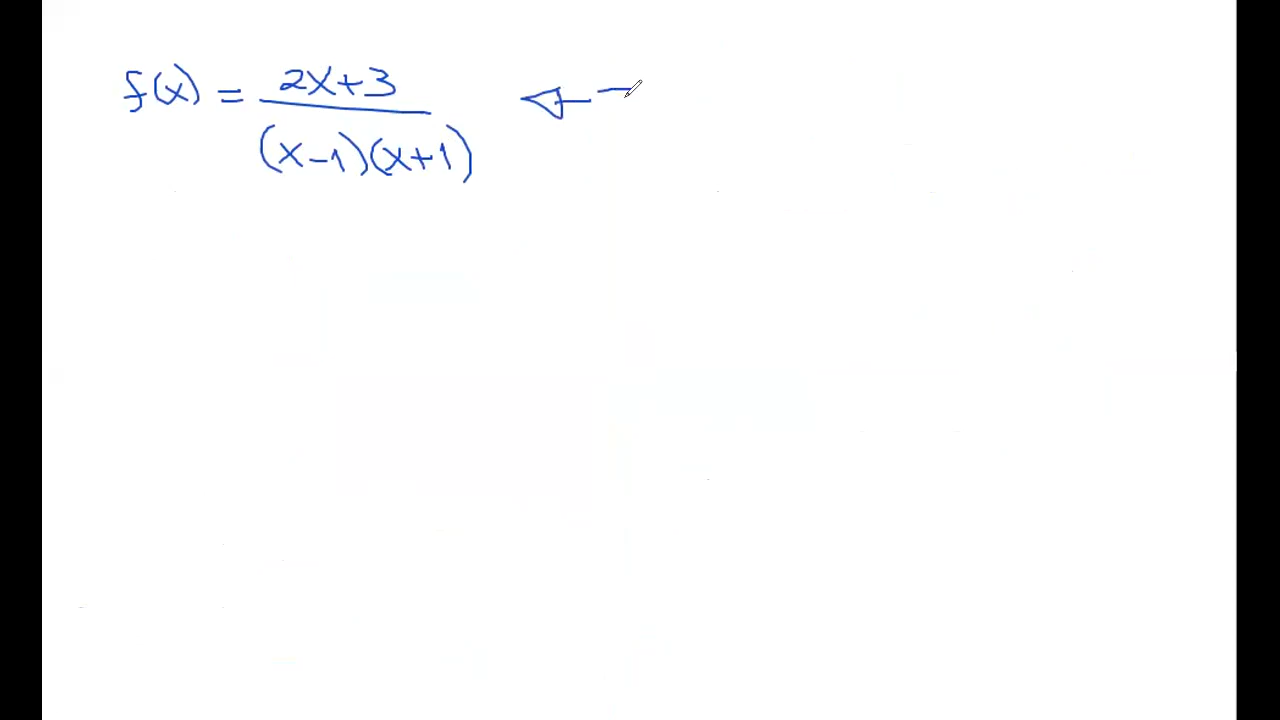 f(x) = 2x+3
(x-1)(x+1)